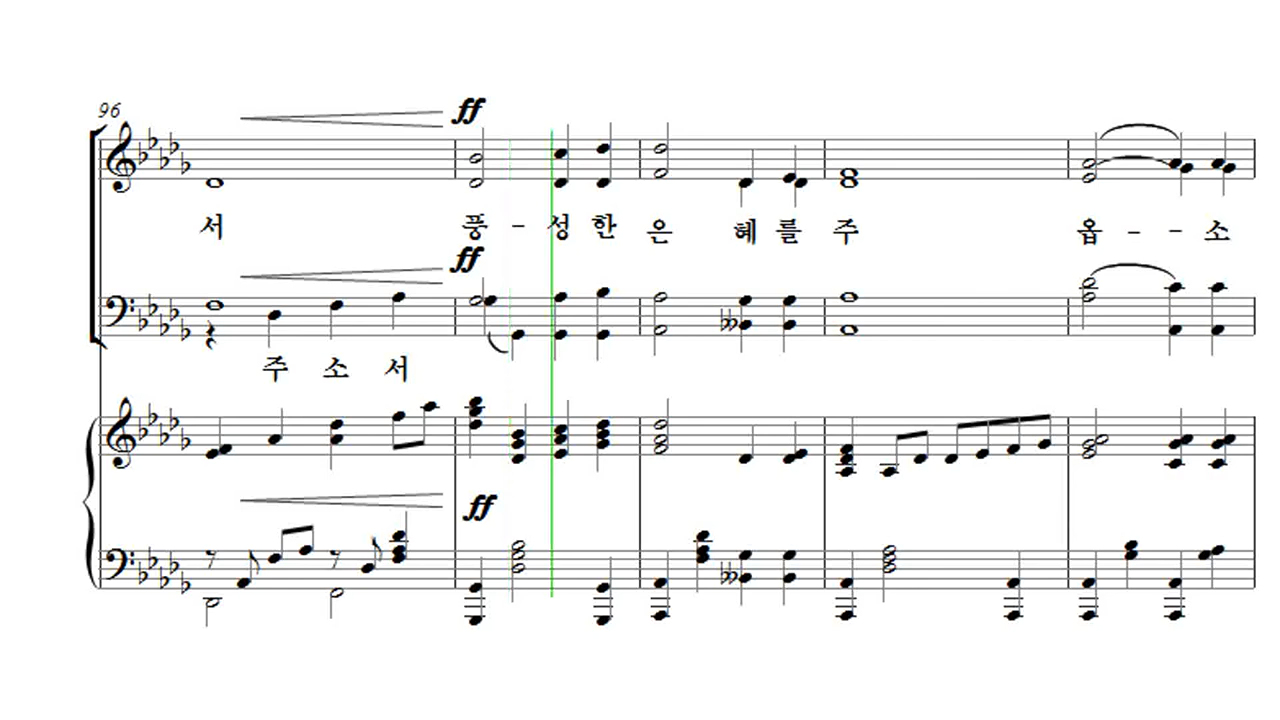 96
ff
서 풍 - 성 한 은 혜 를 주 옵 - - 소
ff
주 소 서
ff